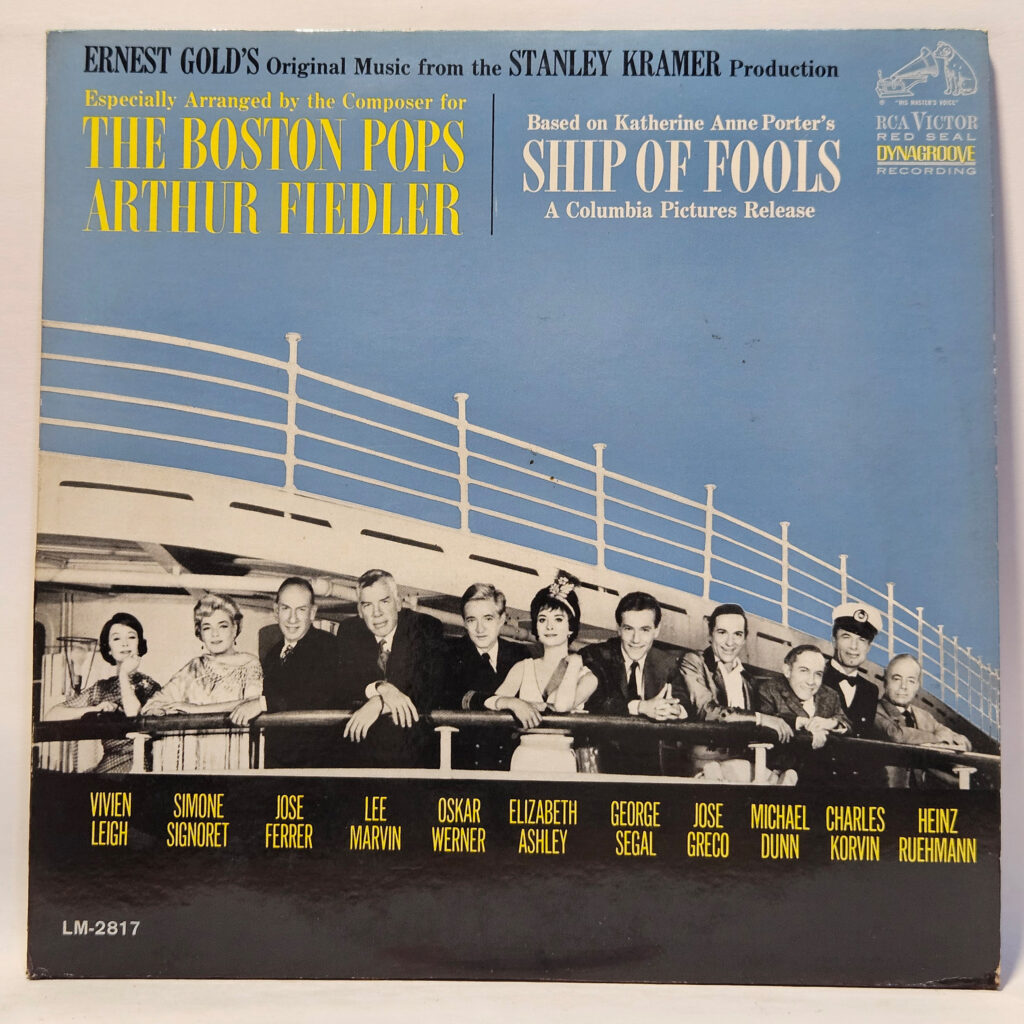 ERNEST GOLD'S Original Music from the STANLEY KRAMER Production
Especially Arranged by the Composer for
THE BOSTON POPS
ARTHUR FIEDLER
Based on Katherine Anne Porter's
SHIP OF FOOLS
A Columbia Pictures Release
"HIS MASTER'S VOICE"
RCA VICTOR
RED SEAL
DYNAGROOVE
RECORDING
VIVIEN LEIGH
SIMONE SIGNORET
JOSE FERRER
LEE MARVIN
OSKAR WERNER
ELIZABETH ASHLEY
GEORGE SEGAL
JOSE GRECO
MICHAEL DUNN
CHARLES KORVIN
HEINZ RUEHMANN
LM-2817